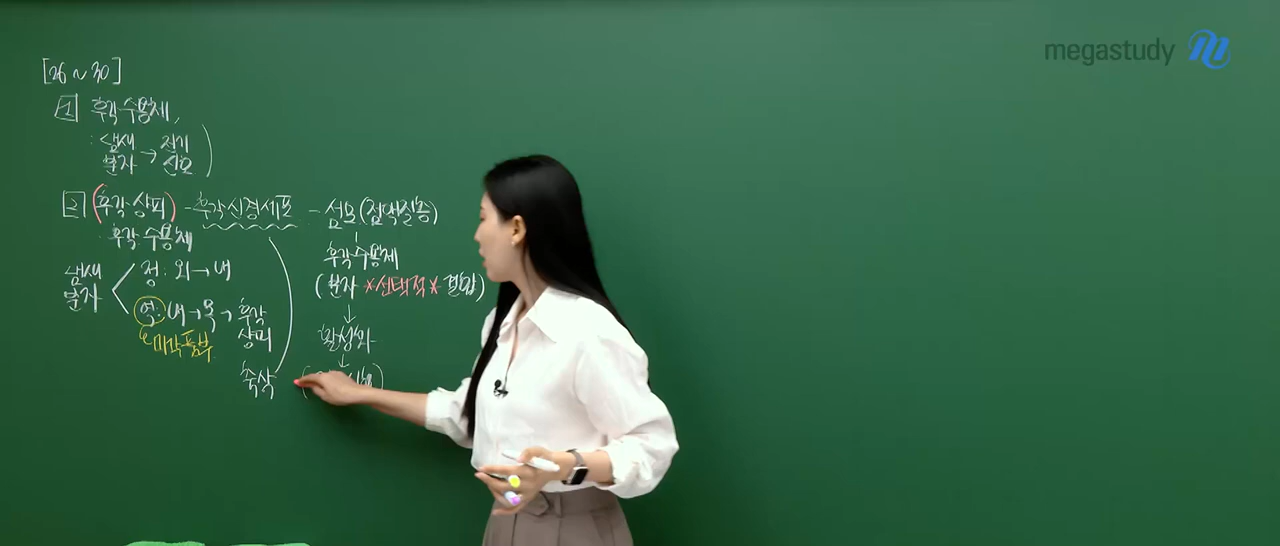 megastudy
[26 ~ 30]
1 후각 수용체,
: 냄새 분자 → 전기 신호
2 (후각 상피) - 후각 신경세포 - 섬모 (점액질 농)
후각 수용체
후각 수용체
(분자 *선택적* 결합)
냄새 분자 < 정: 외 → 내
역: 내 → 목 → 후각 상피
미각 풍부
↓
활성화
↓
축삭